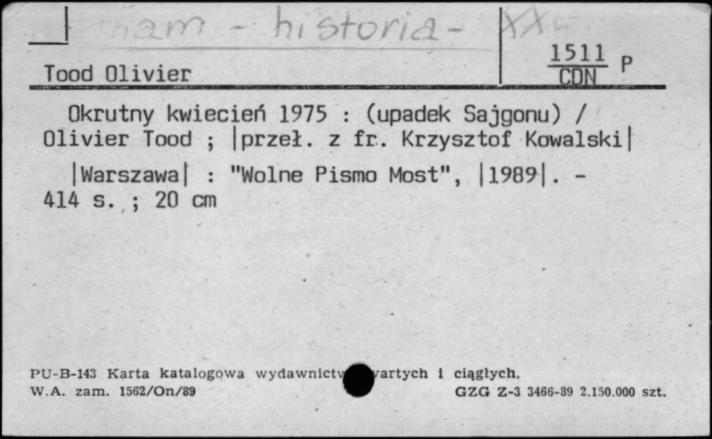 - historia - XX
1511 P
CDN
Tood Olivier
Okrutny kwiecień 1975 : (upadek Sajgonu) /
Olivier Tood ; |przeł. z fr. Krzysztof Kowalski|
|Warszawa| : "Wolne Pismo Most", |1989|. -
414 s. ; 20 cm
PU-B-143 Karta katalogowa wydawnictw zwartych i ciągłych.
W.A. zam. 1562/On/89 GZG Z-3 3466-89 2.150.000 szt.